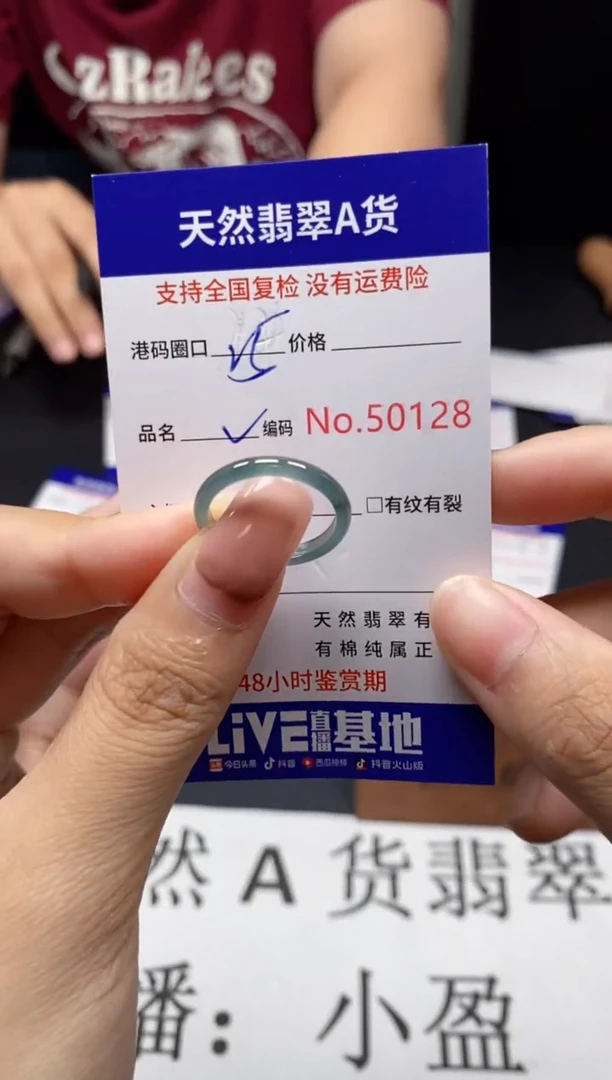 zRakes
天然翡翠A货
支持全国复检 没有运费险
港码圈口 15 价格
品名 ✓ 编码 No.50128
□有纹有裂
天然翡翠有
有棉纯属正
48小时鉴赏期
LiVE直播基地
今日头条 抖音 西瓜视频 抖音火山版
然A货翡翠
播：小盈